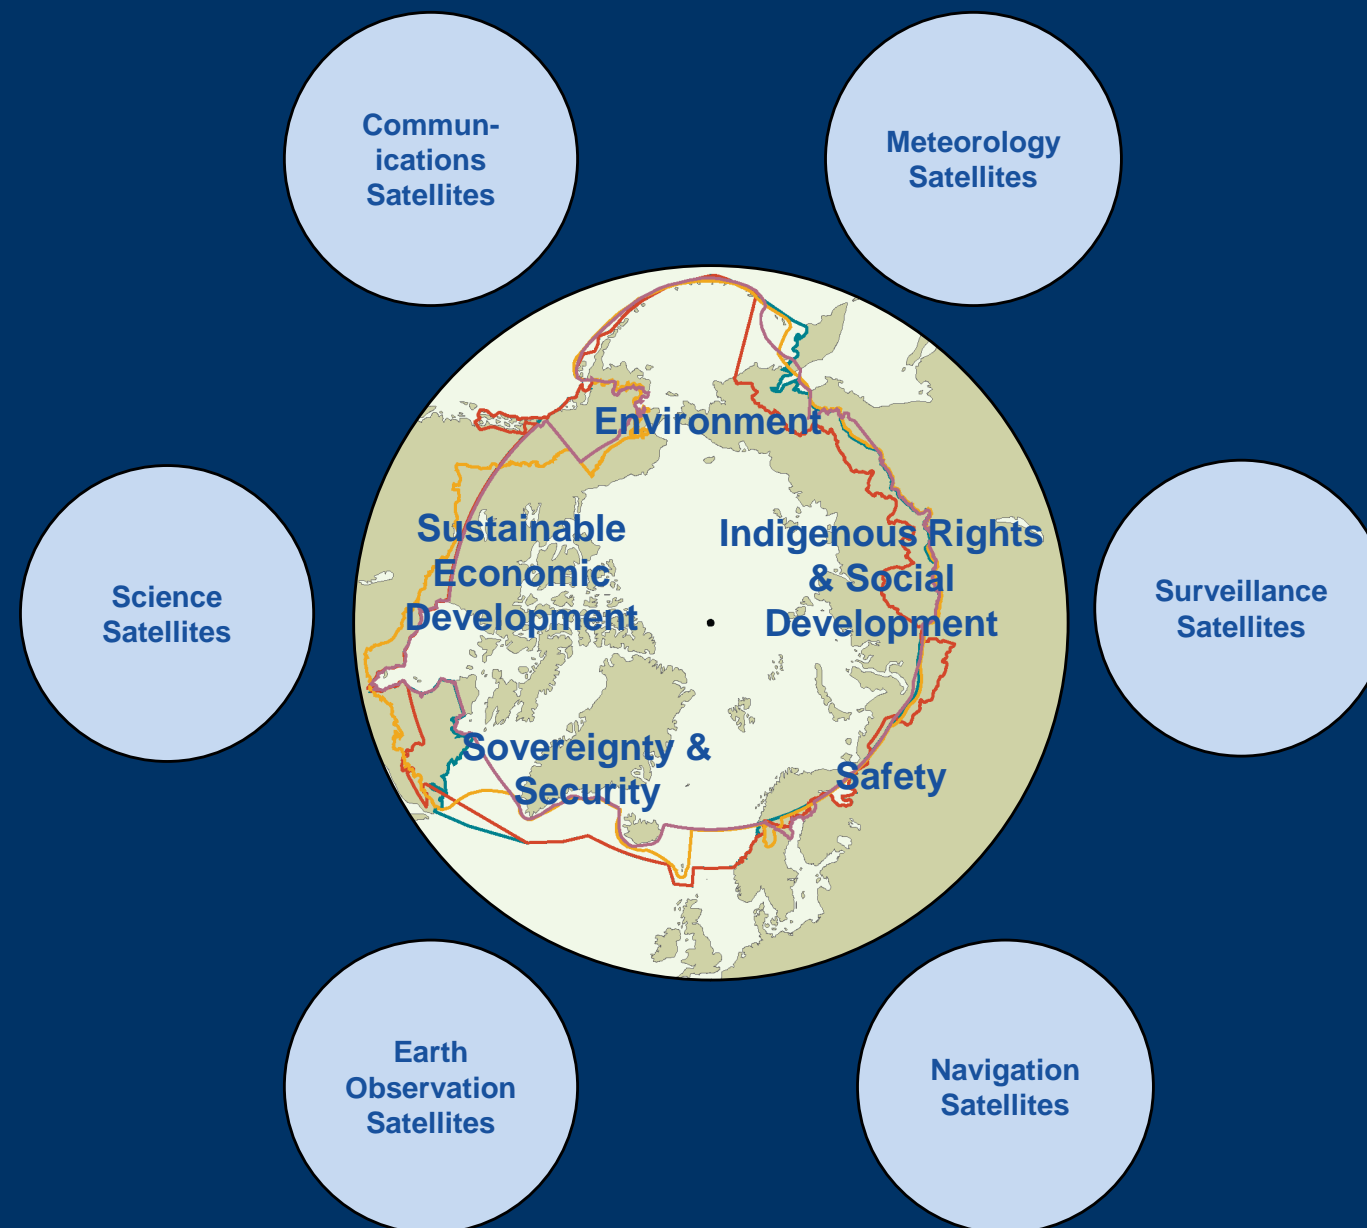 Commun-
ications
Satellites
Meteorology
Satellites
Environment
Sustainable
Economic
Development
Indigenous Rights
& Social
Development
Science
Satellites
Surveillance
Satellites
Sovereignty &
Security
Safety
Earth
Observation
Satellites
Navigation
Satellites